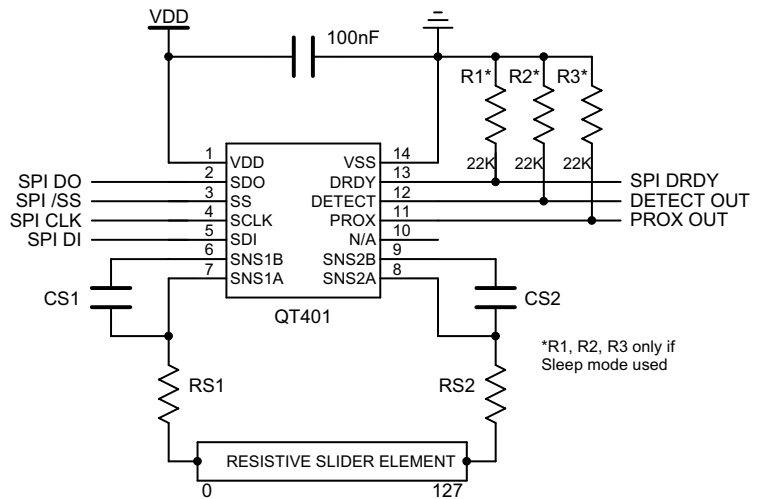 VDD
100nF
R1* R2* R3*
22K 22K 22K
1 VDD VSS 14
SPI DO 2 SDO DRDY 13 SPI DRDY
SPI /SS 3 SS DETECT 12 DETECT OUT
SPI CLK 4 SCLK PROX 11 PROX OUT
SPI DI 5 SDI N/A 10
6 SNS1B SNS2B 9
7 SNS1A SNS2A 8
CS1 CS2
QT401
*R1, R2, R3 only if
Sleep mode used
RS1 RS2
RESISTIVE SLIDER ELEMENT
0 127